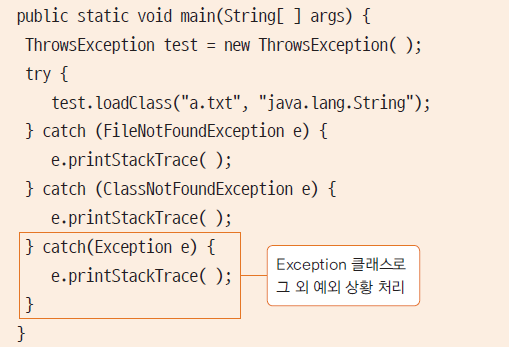 public static void main(String[ ] args) {
ThrowsException test = new ThrowsException( );
try {
test.loadClass("a.txt", "java.lang.String");
} catch (FileNotFoundException e) {
e.printStackTrace( );
} catch (ClassNotFoundException e) {
e.printStackTrace( );
} catch(Exception e) {
e.printStackTrace( );
}
}
Exception 클래스로
그 외 예외 상황 처리